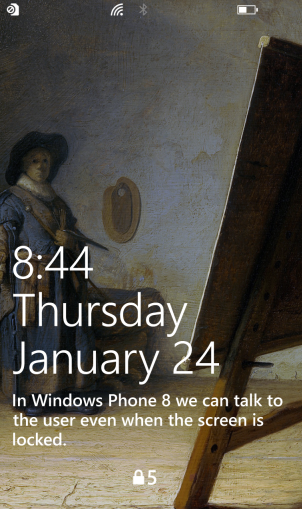 8:44
Thursday
January 24
In Windows Phone 8 we can talk to
the user even when the screen is
locked.
5